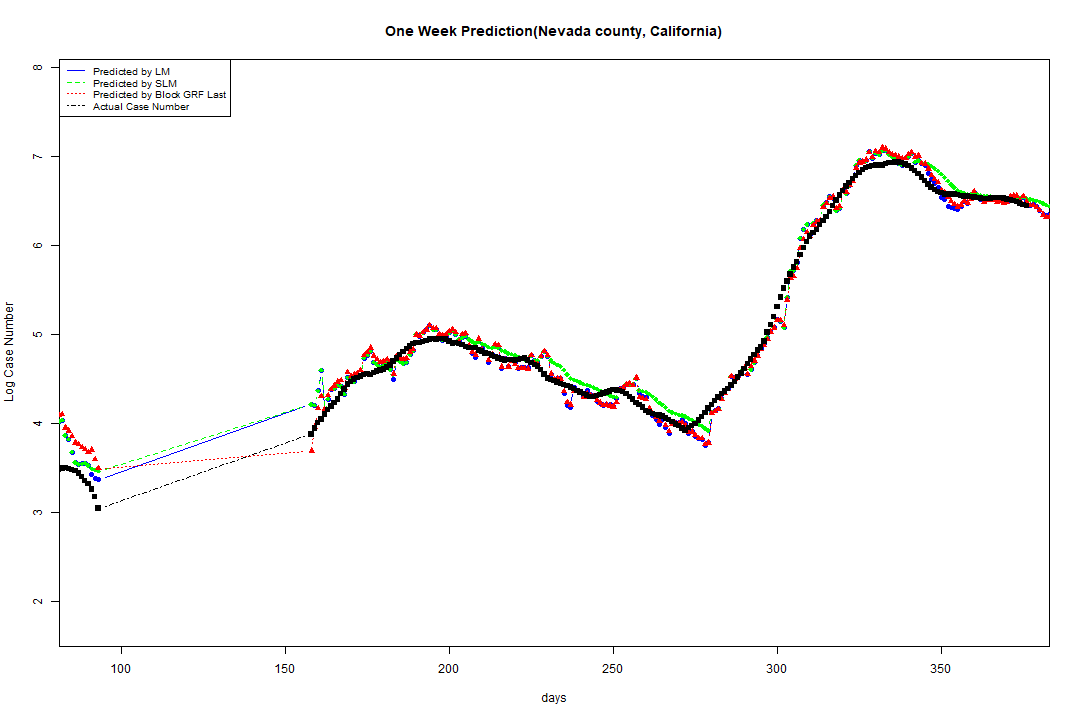 One Week Prediction(Nevada county, California)
Predicted by LM
Predicted by SLM
Predicted by Block GRF Last
Actual Case Number
8
7
6
5
4
3
2
Log Case Number
100 150 200 250 300 350
days